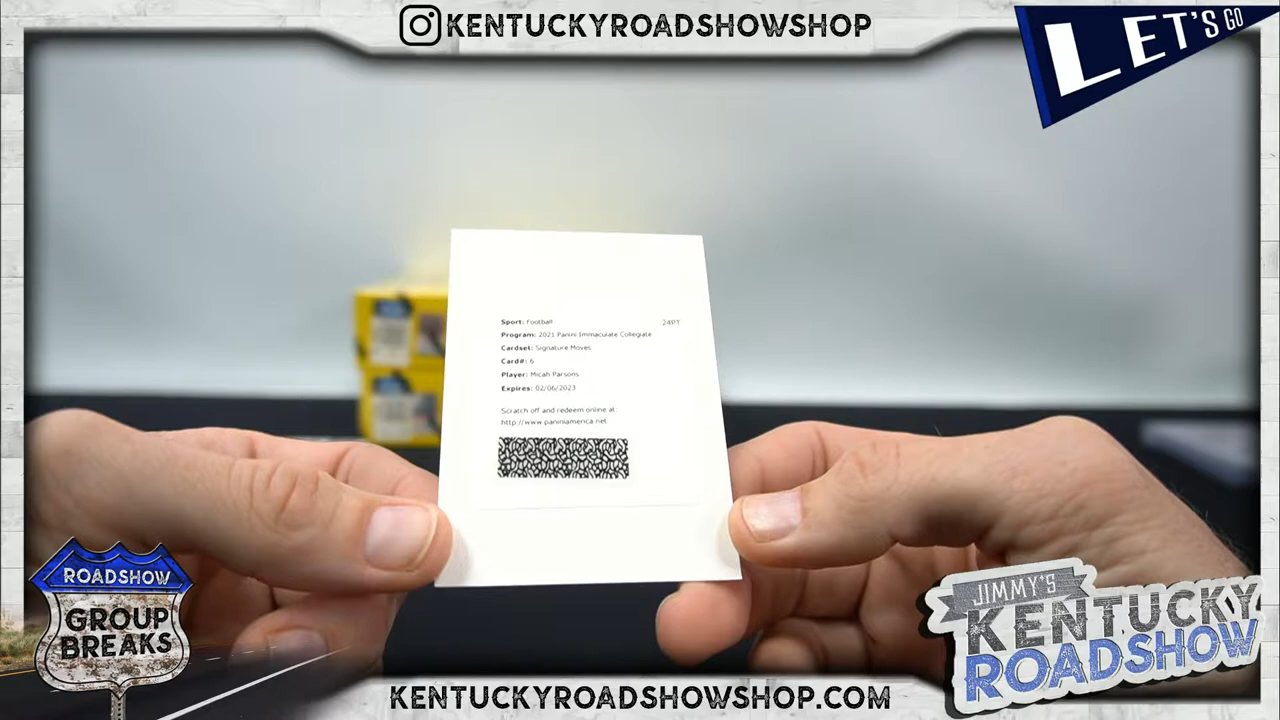 KENTUCKYROADSHOWSHOP
LET'S GO
Sport: Football 24PT
Program: 2021 Panini Immaculate Collegiate
Cardset: Signature Moves
Card#: 6
Player: Micah Parsons
Expires: 02/06/2023
Scratch off and redeem online at:
http://www.paniniamerica.net
ROADSHOW
GROUP
BREAKS
JIMMY'S
KENTUCKY
ROADSHOW
KENTUCKYROADSHOWSHOP.COM